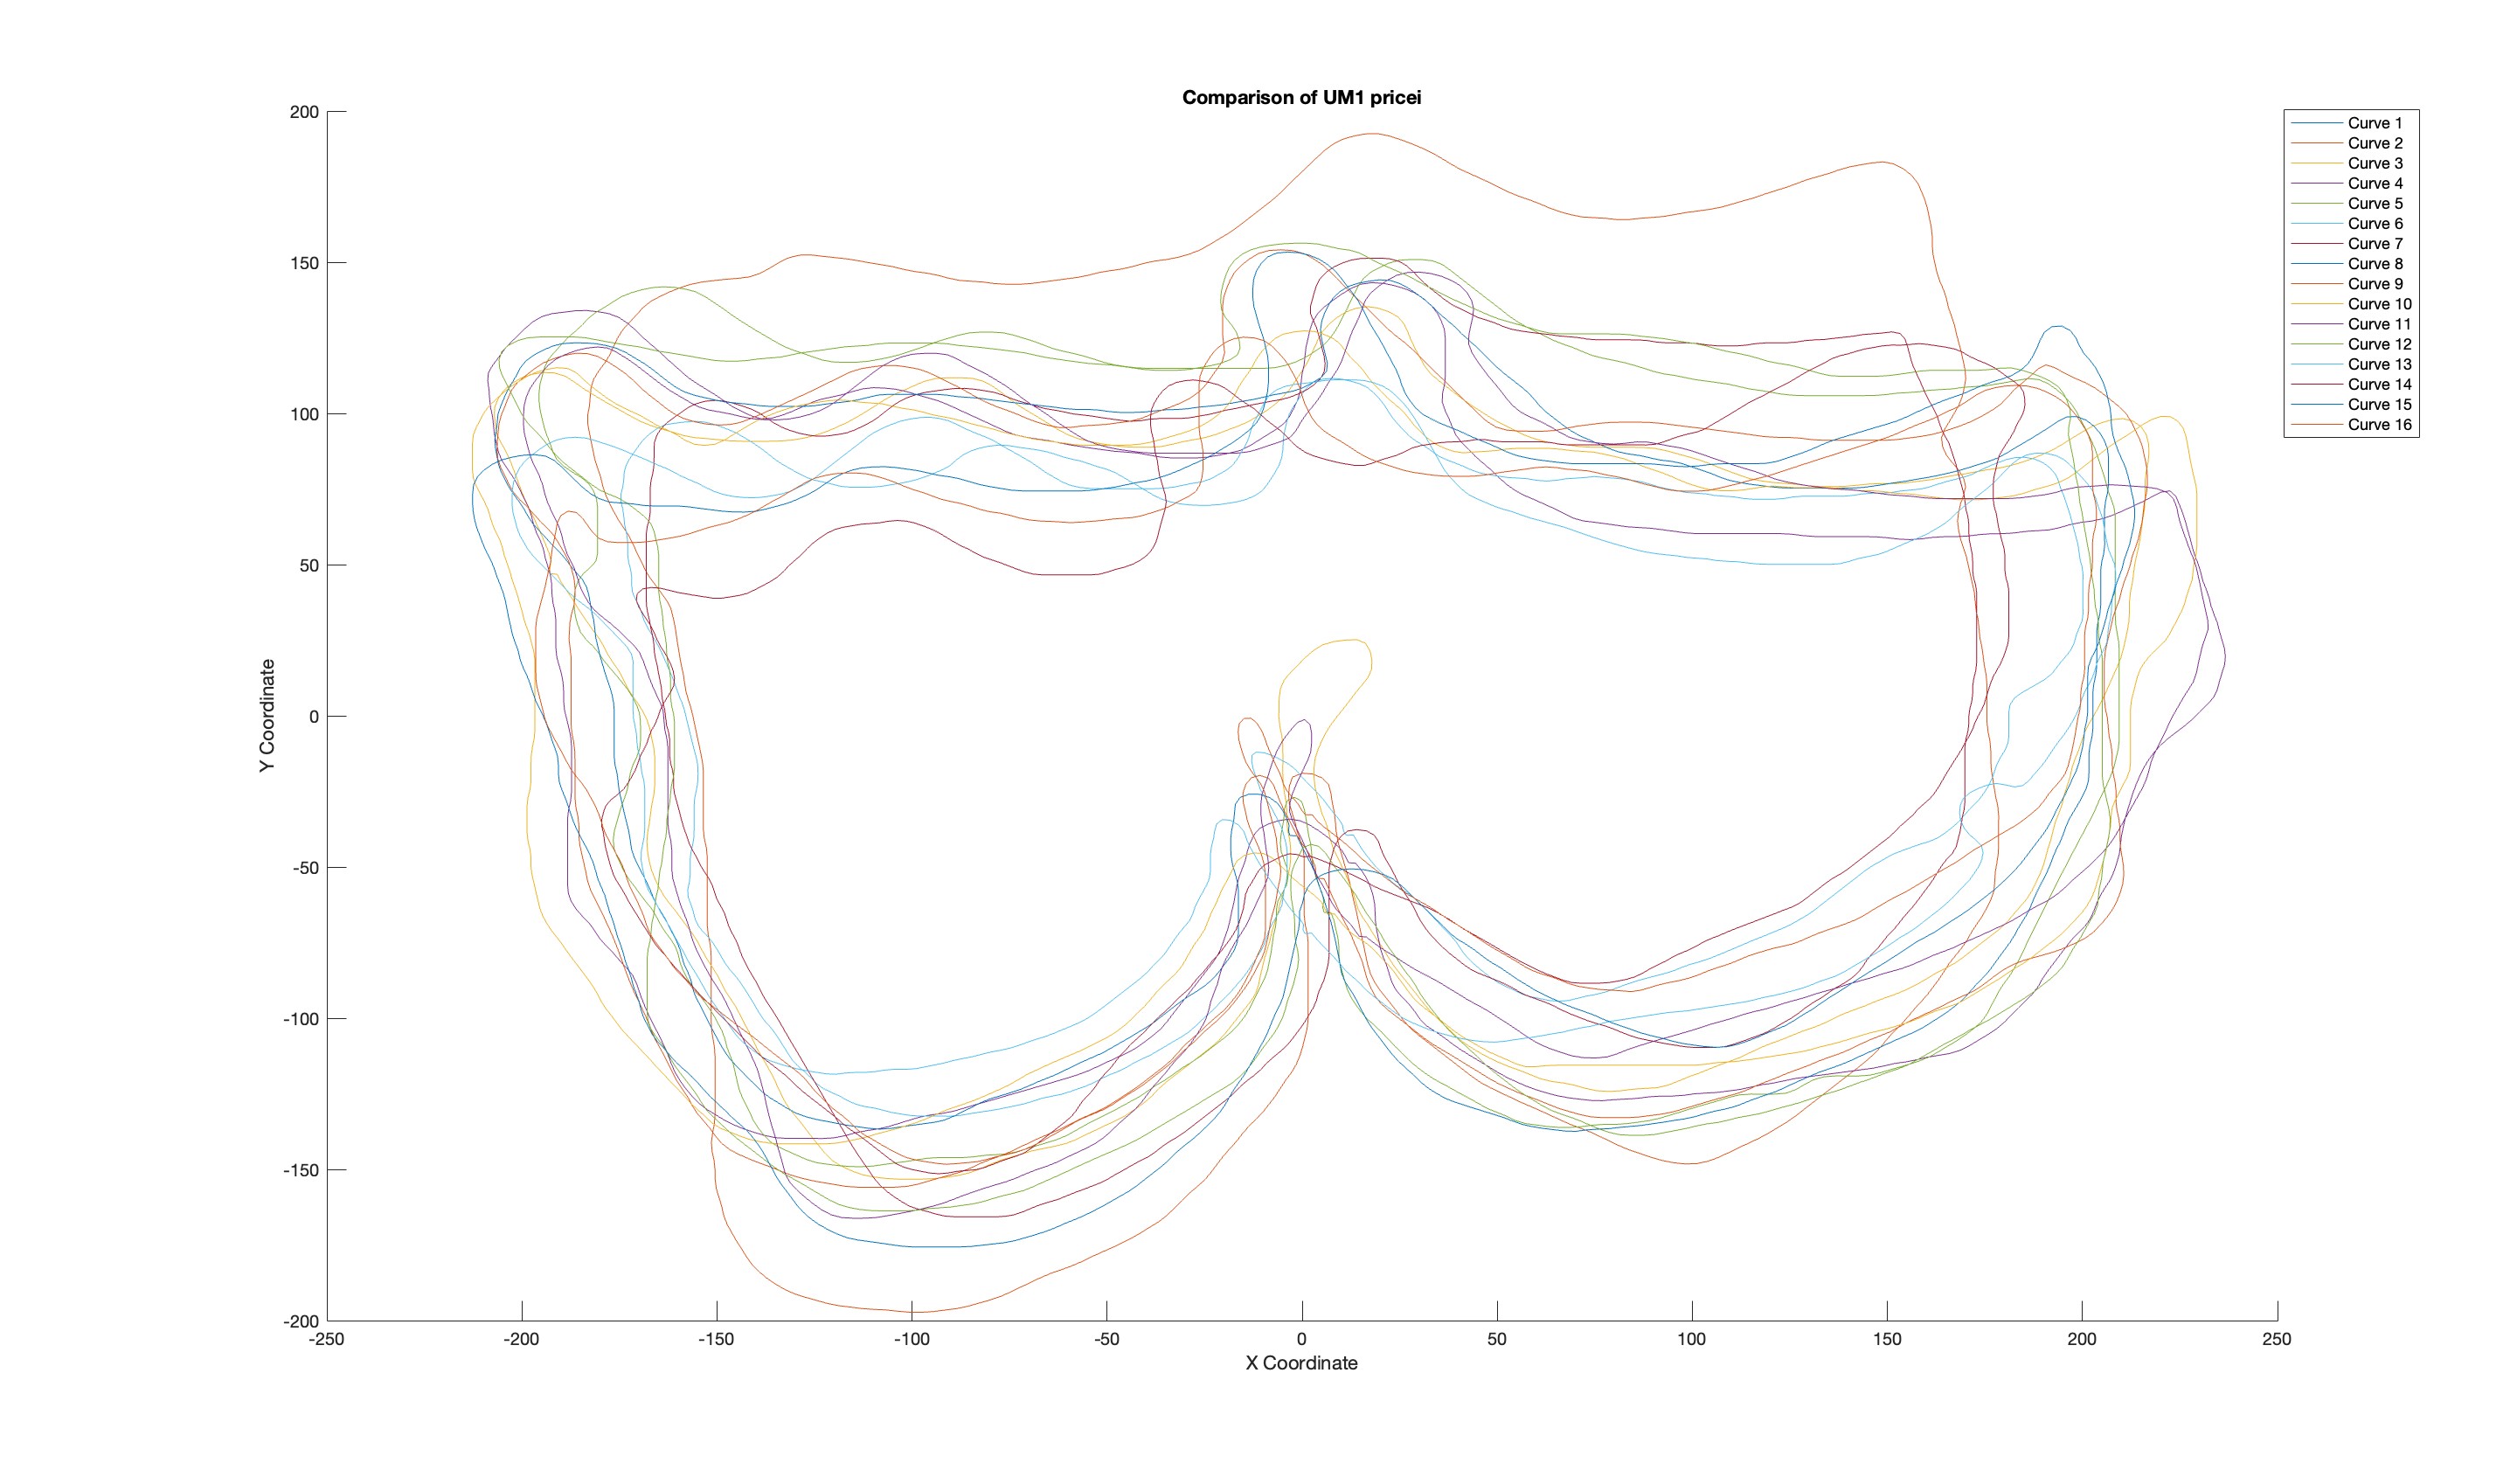 Comparison of UM1 pricei
200
150
100
50
0
-50
-100
-150
-200
Y Coordinate
-250
-200
-150
-100
-50
0
50
100
150
200
250
X Coordinate
Curve 1
Curve 2
Curve 3
Curve 4
Curve 5
Curve 6
Curve 7
Curve 8
Curve 9
Curve 10
Curve 11
Curve 12
Curve 13
Curve 14
Curve 15
Curve 16